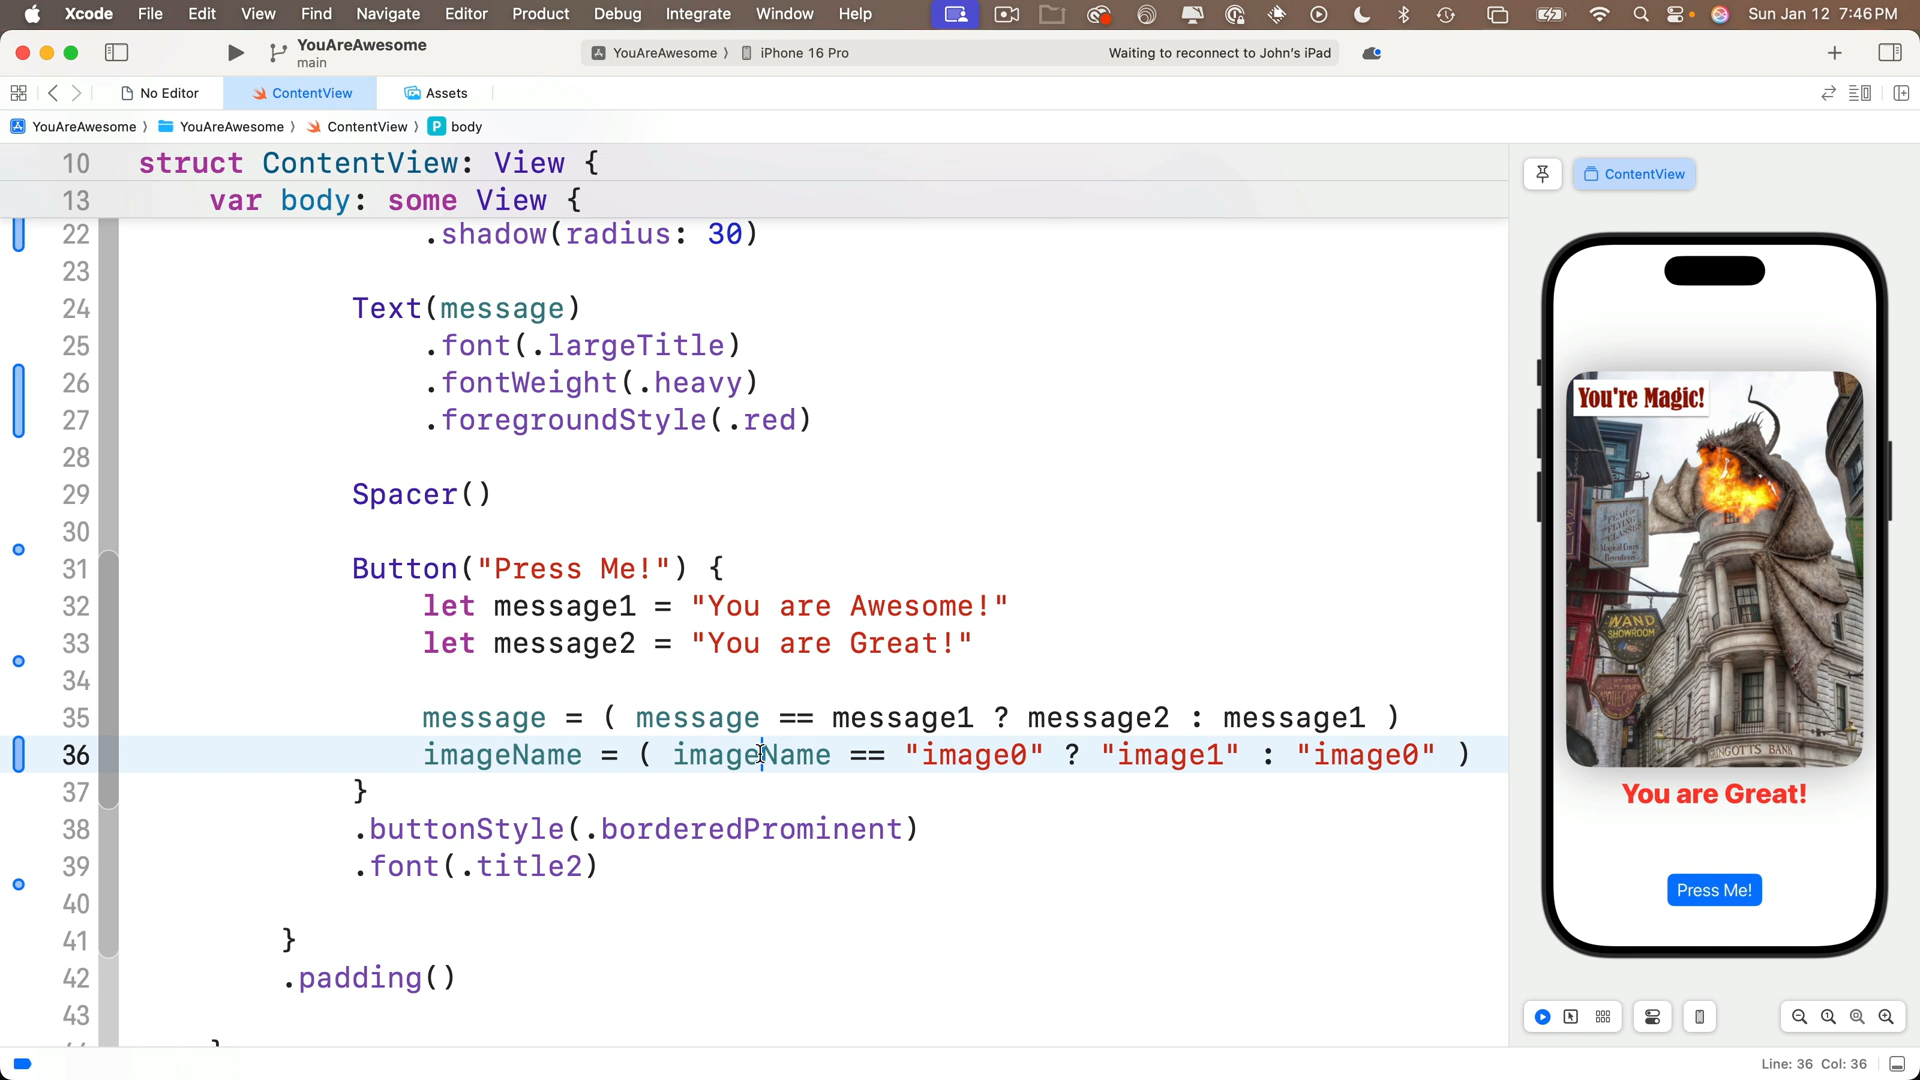 Xcode File Edit View Find Navigate Editor Product Debug Integrate Window Help Sun Jan 12 7:46 PM
YouAreAwesome
main
YouAreAwesome 〉 iPhone 16 Pro Waiting to reconnect to John's iPad
No Editor ContentView Assets
YouAreAwesome 〉 YouAreAwesome 〉 ContentView 〉 P body
10 struct ContentView: View {
13 var body: some View {
22 .shadow(radius: 30)
23
24 Text(message)
25 .font(.largeTitle)
26 .fontWeight(.heavy)
27 .foregroundStyle(.red)
28
29 Spacer()
30
31 Button("Press Me!") {
32 let message1 = "You are Awesome!"
33 let message2 = "You are Great!"
34
35 message = ( message == message1 ? message2 : message1 )
36 imageName = ( imageName == "image0" ? "image1" : "image0" )
37 }
38 .buttonStyle(.borderedProminent)
39 .font(.title2)
40
41 }
42 .padding()
43
ContentView
You're Magic!
WAND
SHOWROOM
GRINGOTTS BANK
You are Great!
Press Me!
Line: 36 Col: 36